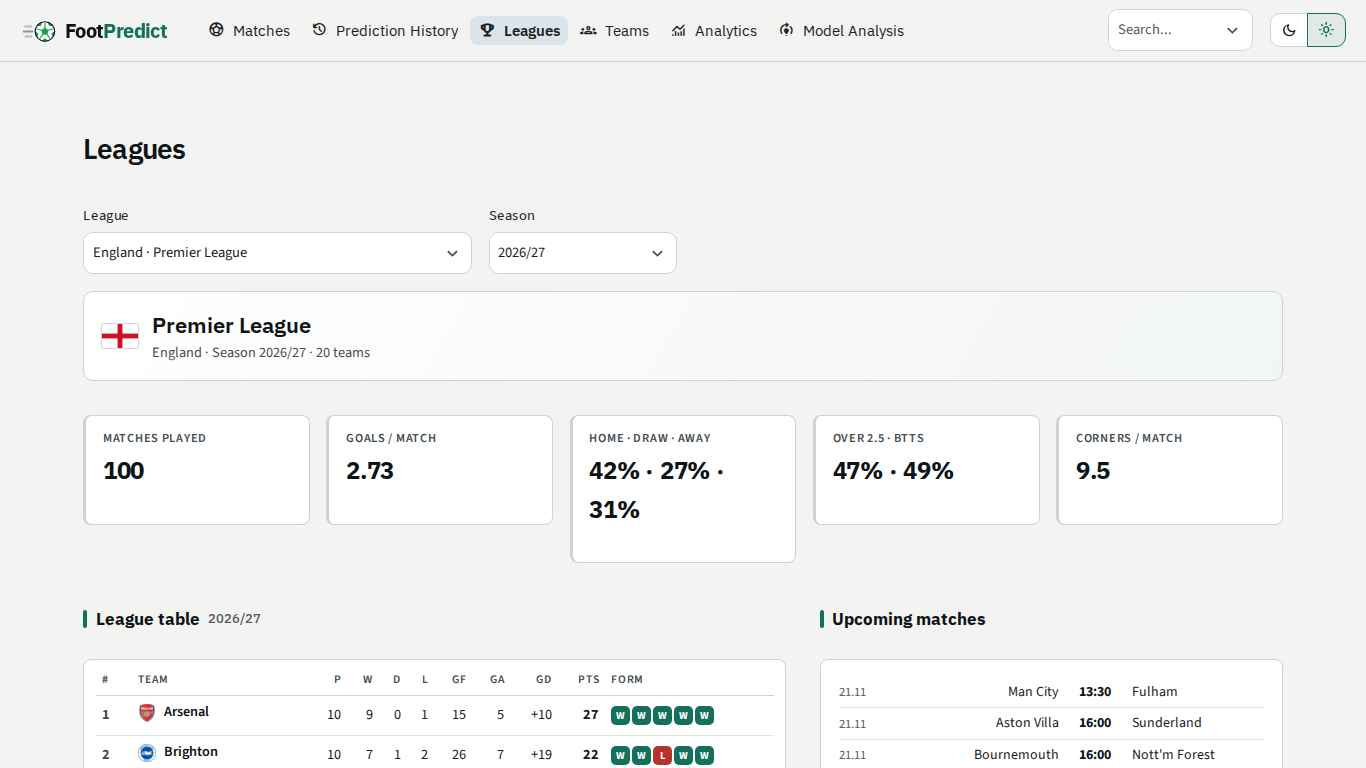 FootPredict Matches Prediction History Leagues Teams Analytics Model Analysis Search...
Leagues
League Season
England · Premier League 2026/27
Premier League
England · Season 2026/27 · 20 teams
MATCHES PLAYED
100
GOALS / MATCH
2.73
HOME · DRAW · AWAY
42% · 27% ·
31%
OVER 2.5 · BTTS
47% · 49%
CORNERS / MATCH
9.5
League table 2026/27
# TEAM P W D L GF GA GD PTS FORM
1 Arsenal 10 9 0 1 15 5 +10 27 W W W W W
2 Brighton 10 7 1 2 26 7 +19 22 W W L W W
Upcoming matches
21.11 Man City 13:30 Fulham
21.11 Aston Villa 16:00 Sunderland
21.11 Bournemouth 16:00 Nott'm Forest